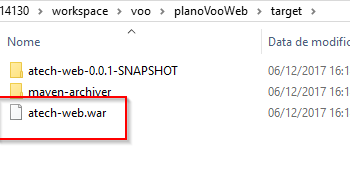 14130 > workspace > voo > planoVooWeb > target >
Data de modific
atech-web-0.0.1-SNAPSHOT 06/12/2017 16:1
maven-archiver 06/12/2017 16:1
atech-web.war 06/12/2017 16:1